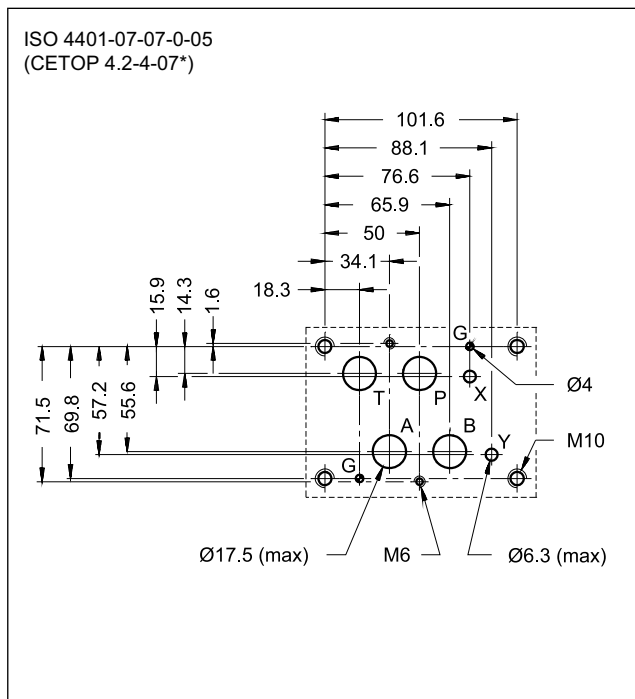 ISO 4401-07-07-0-05
(CETOP 4.2-4-07*)
101.6
88.1
76.6
65.9
50
34.1
18.3
15.9
14.3
1.6
71.5
69.8
57.2
55.6
G
T
P
X
A
B
Y
G
Ø4
M10
Ø17.5 (max)
M6
Ø6.3 (max)